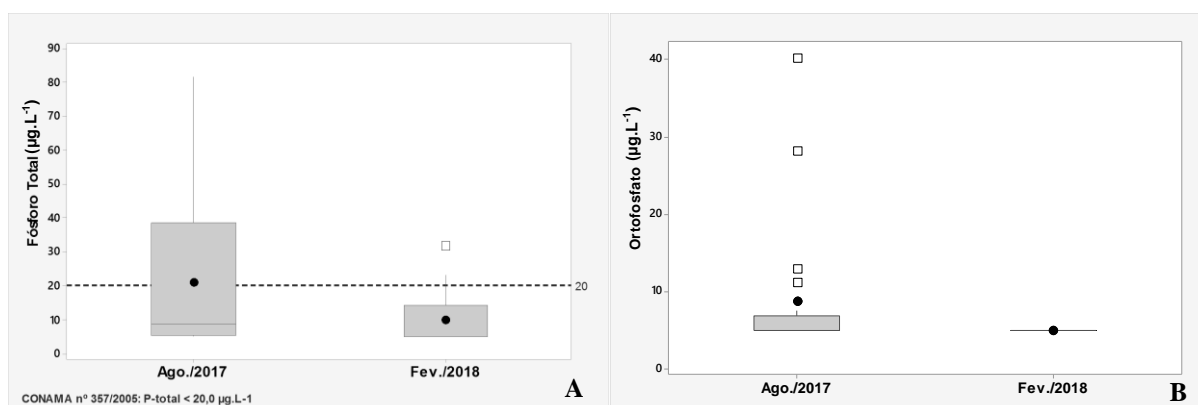 Fósforo Total (µg.L⁻¹)
90
80
70
60
50
40
30
20
10
0
20
Ago./2017
Fev./2018
CONAMA nº 357/2005: P-total < 20,0 µg.L-1
A
Ortofosfato (µg.L⁻¹)
40
30
20
10
0
Ago./2017
Fev./2018
B